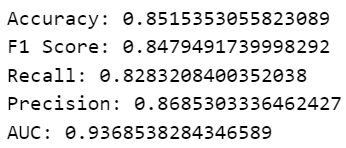 Accuracy: 0.8515353055823089
F1 Score: 0.8479491739998292
Recall: 0.8283208400352038
Precision: 0.8685303336462427
AUC: 0.9368538284346589